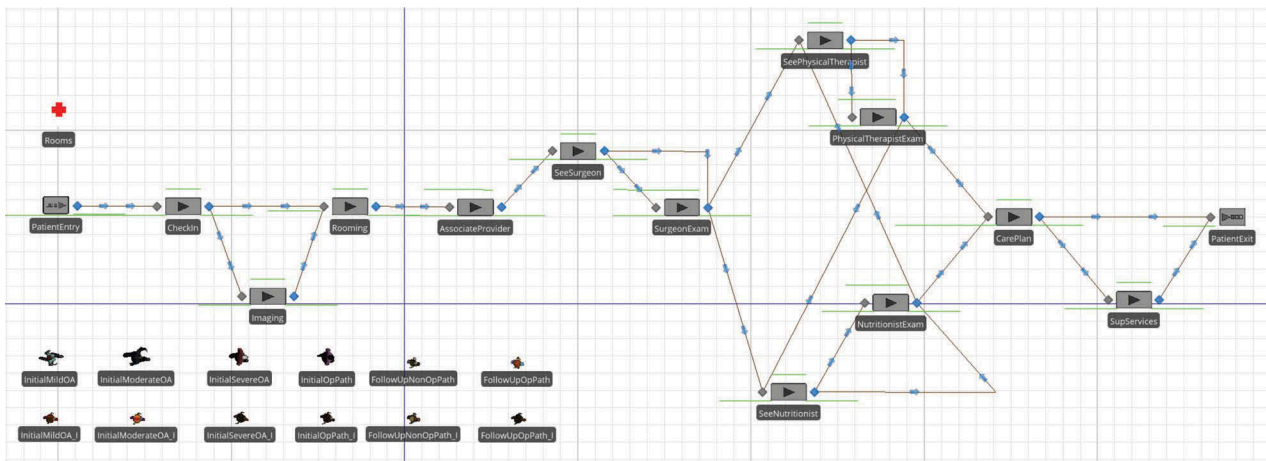 SeePhysicalTherapist
PhysicalTherapistExam
Rooms
SeeSurgeon
PatientEntry
CheckIn
Rooming
AssociateProvider
SurgeonExam
CarePlan
PatientExit
Imaging
NutritionistExam
SupServices
InitialMildOA
InitialModerateOA
InitialSevereOA
InitialOpPath
FollowUpNonOpPath
FollowUpOpPath
SeeNutritionist
InitialMildOA_I
InitialModerateOA_I
InitialSevereOA_I
InitialOpPath_I
FollowUpNonOpPath_I
FollowUpOpPath_I